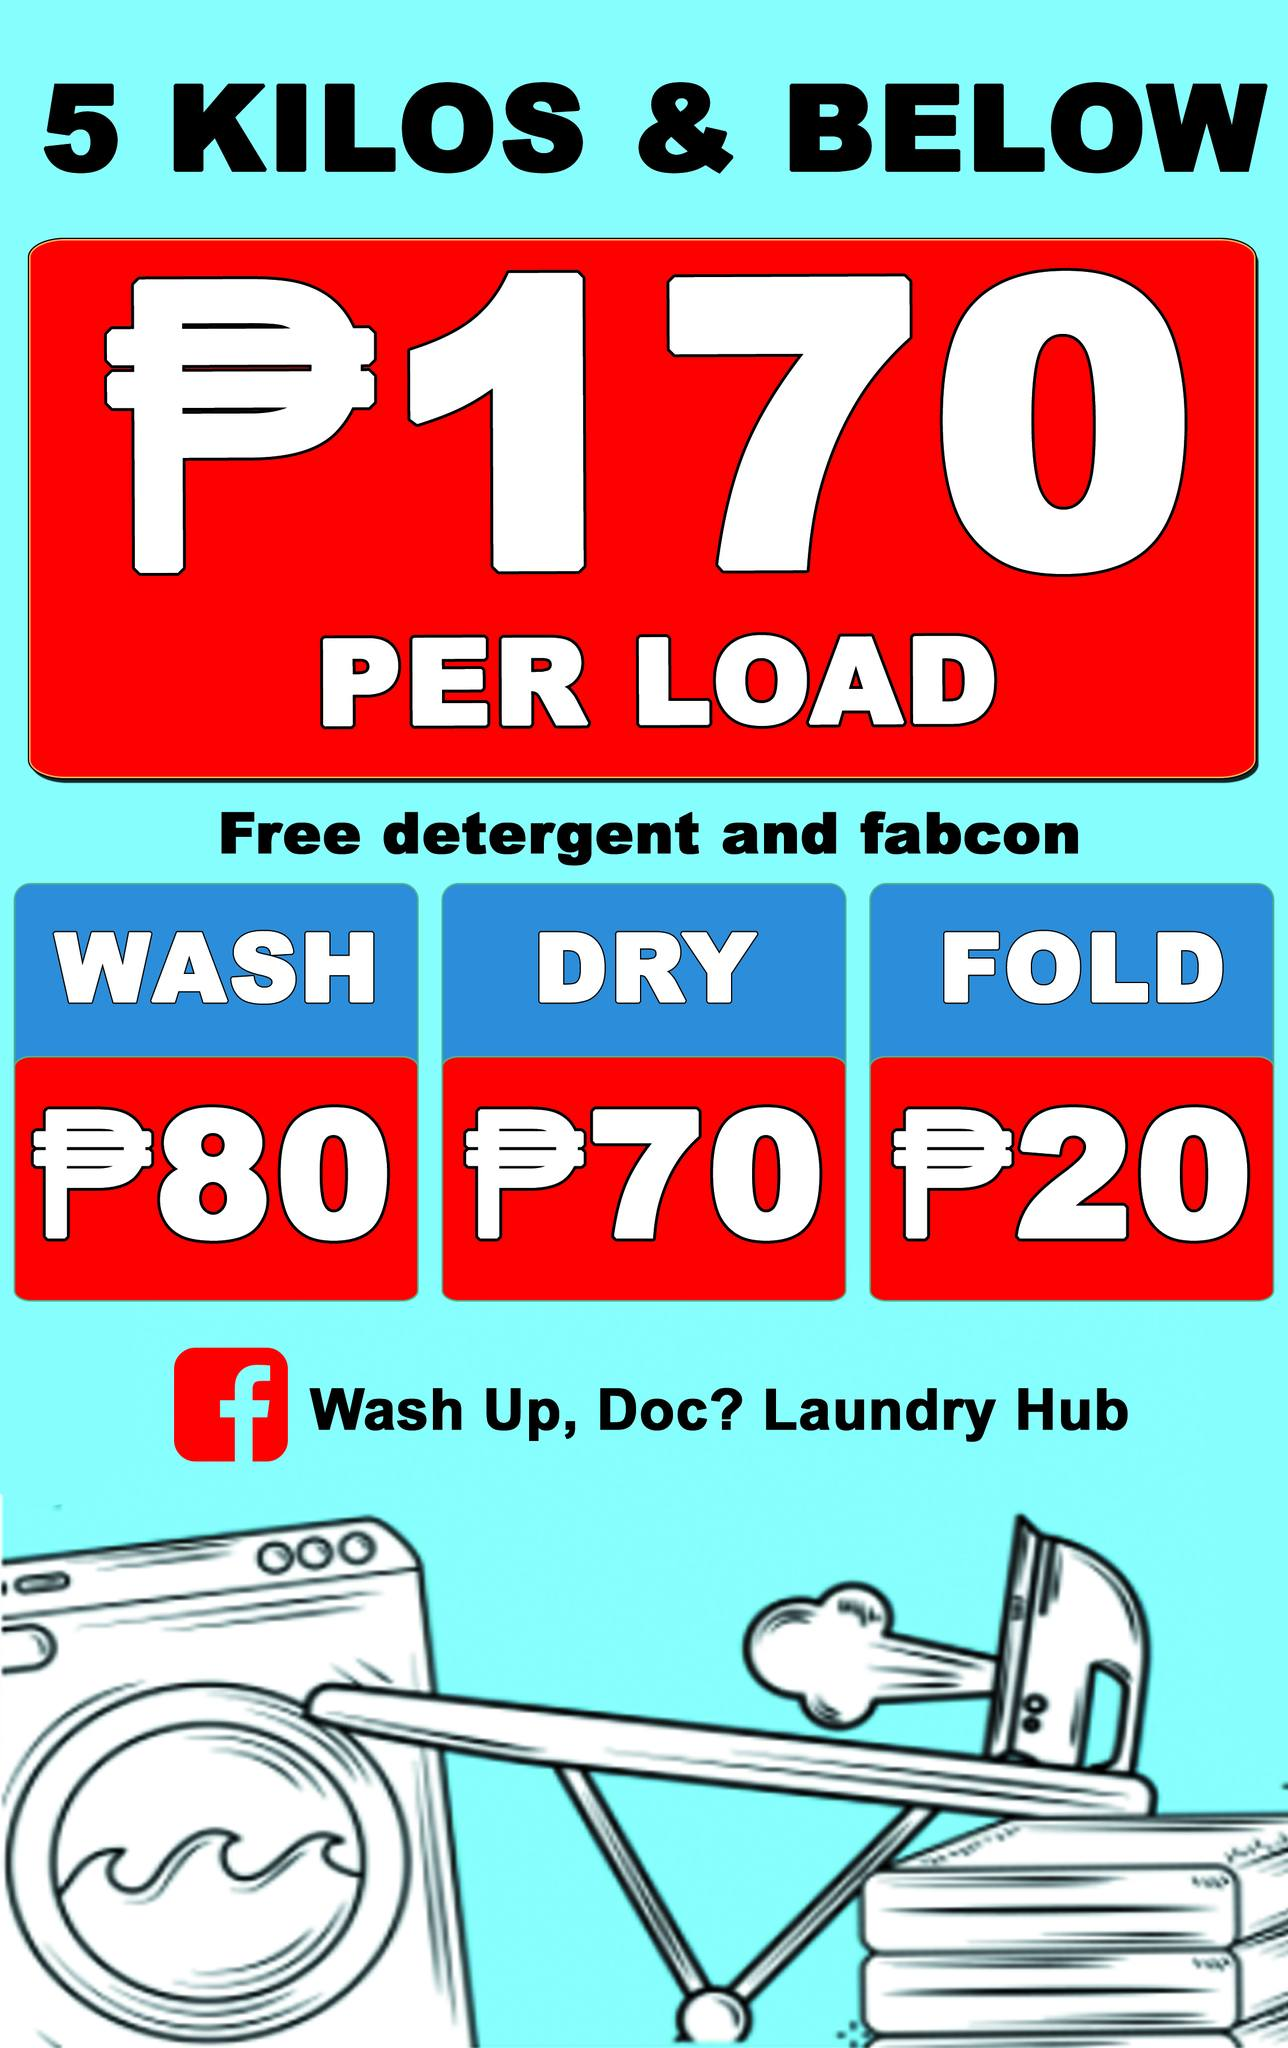 5 KILOS & BELOW
₱170
PER LOAD
Free detergent and fabcon
WASH
₱80
DRY
₱70
FOLD
₱20
Wash Up, Doc? Laundry Hub